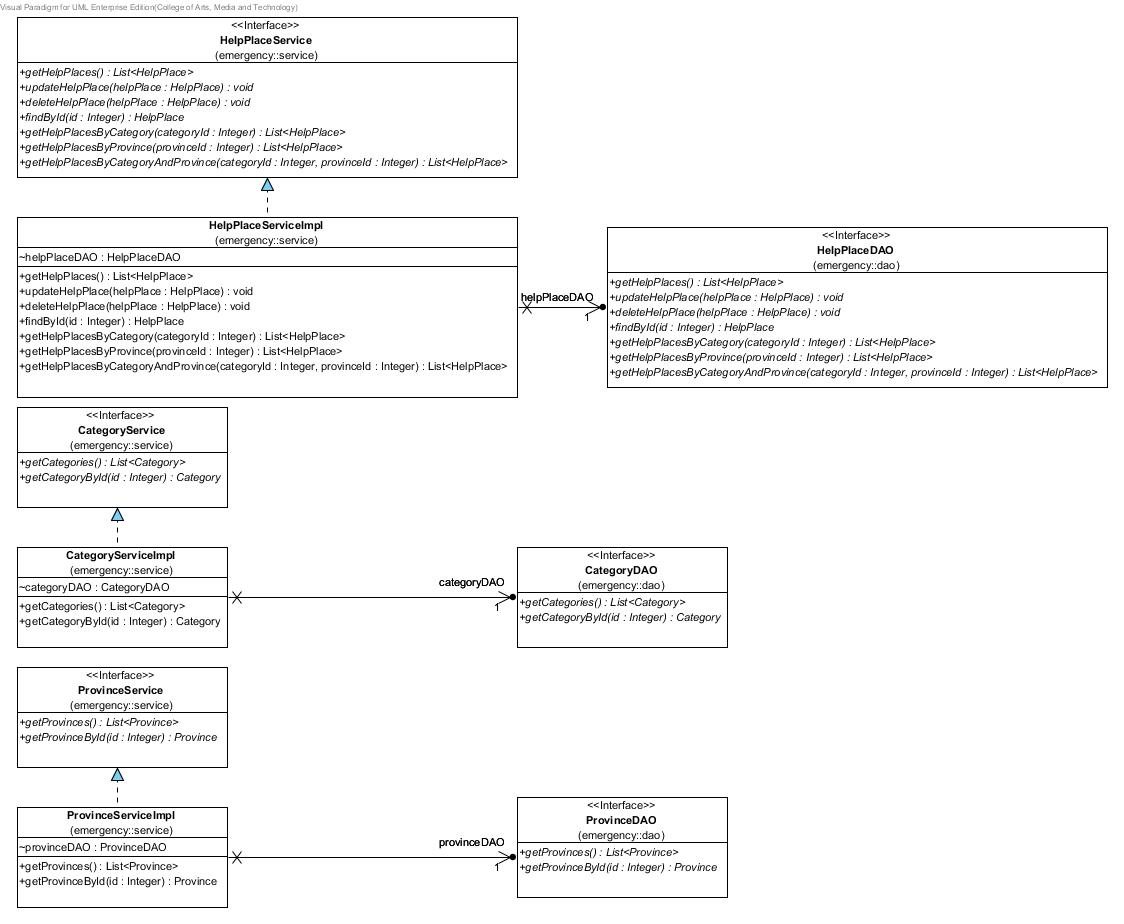 Visual Paradigm for UML Enterprise Edition(College of Arts, Media and Technology)
<<Interface>>
HelpPlaceService
(emergency::service)
+getHelpPlaces() : List<HelpPlace>
+updateHelpPlace(helpPlace : HelpPlace) : void
+deleteHelpPlace(helpPlace : HelpPlace) : void
+findById(id : Integer) : HelpPlace
+getHelpPlacesByCategory(categoryId : Integer) : List<HelpPlace>
+getHelpPlacesByProvince(provinceId : Integer) : List<HelpPlace>
+getHelpPlacesByCategoryAndProvince(categoryId : Integer, provinceId : Integer) : List<HelpPlace>
HelpPlaceServiceImpl
(emergency::service)
~helpPlaceDAO : HelpPlaceDAO
+getHelpPlaces() : List<HelpPlace>
+updateHelpPlace(helpPlace : HelpPlace) : void
+deleteHelpPlace(helpPlace : HelpPlace) : void
+findById(id : Integer) : HelpPlace
+getHelpPlacesByCategory(categoryId : Integer) : List<HelpPlace>
+getHelpPlacesByProvince(provinceId : Integer) : List<HelpPlace>
+getHelpPlacesByCategoryAndProvince(categoryId : Integer, provinceId : Integer) : List<HelpPlace>
helpPlaceDAO
1
<<Interface>>
HelpPlaceDAO
(emergency::dao)
+getHelpPlaces() : List<HelpPlace>
+updateHelpPlace(helpPlace : HelpPlace) : void
+deleteHelpPlace(helpPlace : HelpPlace) : void
+findById(id : Integer) : HelpPlace
+getHelpPlacesByCategory(categoryId : Integer) : List<HelpPlace>
+getHelpPlacesByProvince(provinceId : Integer) : List<HelpPlace>
+getHelpPlacesByCategoryAndProvince(categoryId : Integer, provinceId : Integer) : List<HelpPlace>
<<Interface>>
CategoryService
(emergency::service)
+getCategories() : List<Category>
+getCategoryById(id : Integer) : Category
CategoryServiceImpl
(emergency::service)
~categoryDAO : CategoryDAO
+getCategories() : List<Category>
+getCategoryById(id : Integer) : Category
categoryDAO
1
<<Interface>>
CategoryDAO
(emergency::dao)
+getCategories() : List<Category>
+getCategoryById(id : Integer) : Category
<<Interface>>
ProvinceService
(emergency::service)
+getProvinces() : List<Province>
+getProvinceById(id : Integer) : Province
ProvinceServiceImpl
(emergency::service)
~provinceDAO : ProvinceDAO
+getProvinces() : List<Province>
+getProvinceById(id : Integer) : Province
provinceDAO
1
<<Interface>>
ProvinceDAO
(emergency::dao)
+getProvinces() : List<Province>
+getProvinceById(id : Integer) : Province